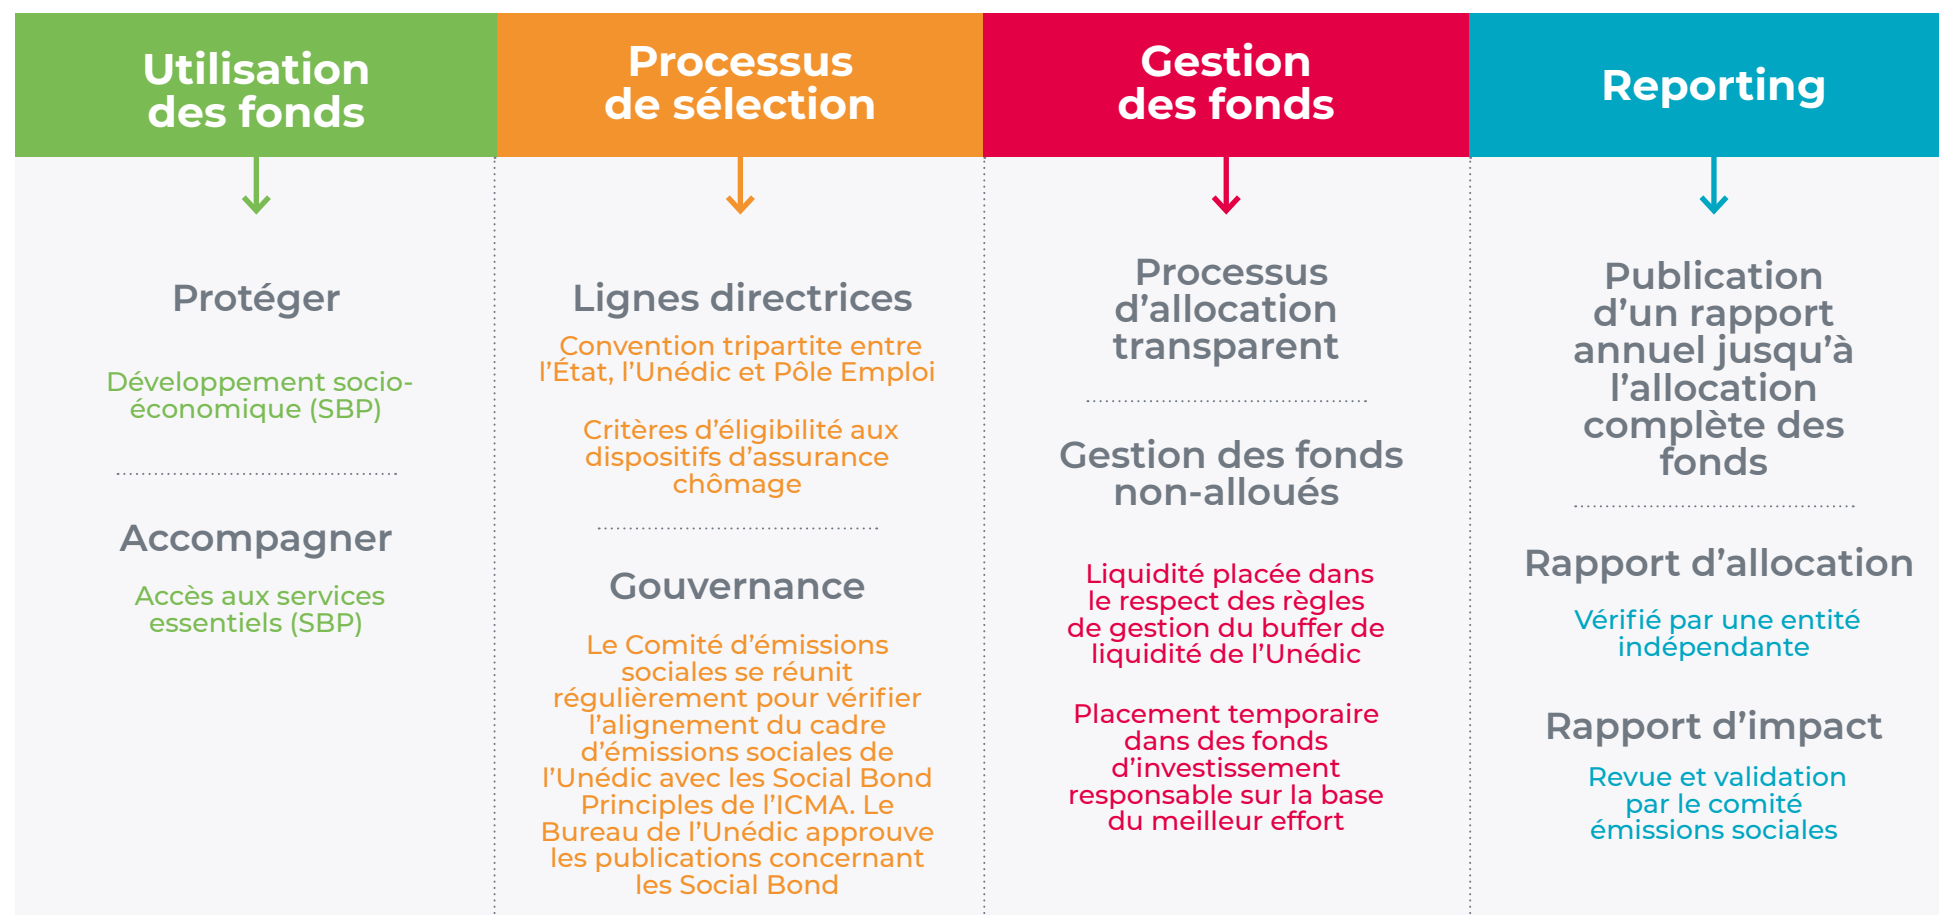 Utilisation
des fonds
Protéger
Développement socio-
économique (SBP)
Accompagner
Accès aux services
essentiels (SBP)
Processus
de sélection
Lignes directrices
Convention tripartite entre
l’État, l’Unédic et Pôle Emploi
Critères d’éligibilité aux
dispositifs d’assurance
chômage
Gouvernance
Le Comité d’émissions
sociales se réunit
régulièrement pour vérifier
l’alignement du cadre
d’émissions sociales de
l’Unédic avec les Social Bond
Principles de l’ICMA. Le
Bureau de l’Unédic approuve
les publications concernant
les Social Bond
Gestion
des fonds
Processus
d’allocation
transparent
Gestion des fonds
non-alloués
Liquidité placée dans
le respect des règles
de gestion du buffer de
liquidité de l’Unédic
Placement temporaire
dans des fonds
d’investissement
responsable sur la base
du meilleur effort
Reporting
Publication
d’un rapport
annuel jusqu’à
l’allocation
complète des
fonds
Rapport d’allocation
Vérifié par une entité
indépendante
Rapport d’impact
Revue et validation
par le comité
émissions sociales